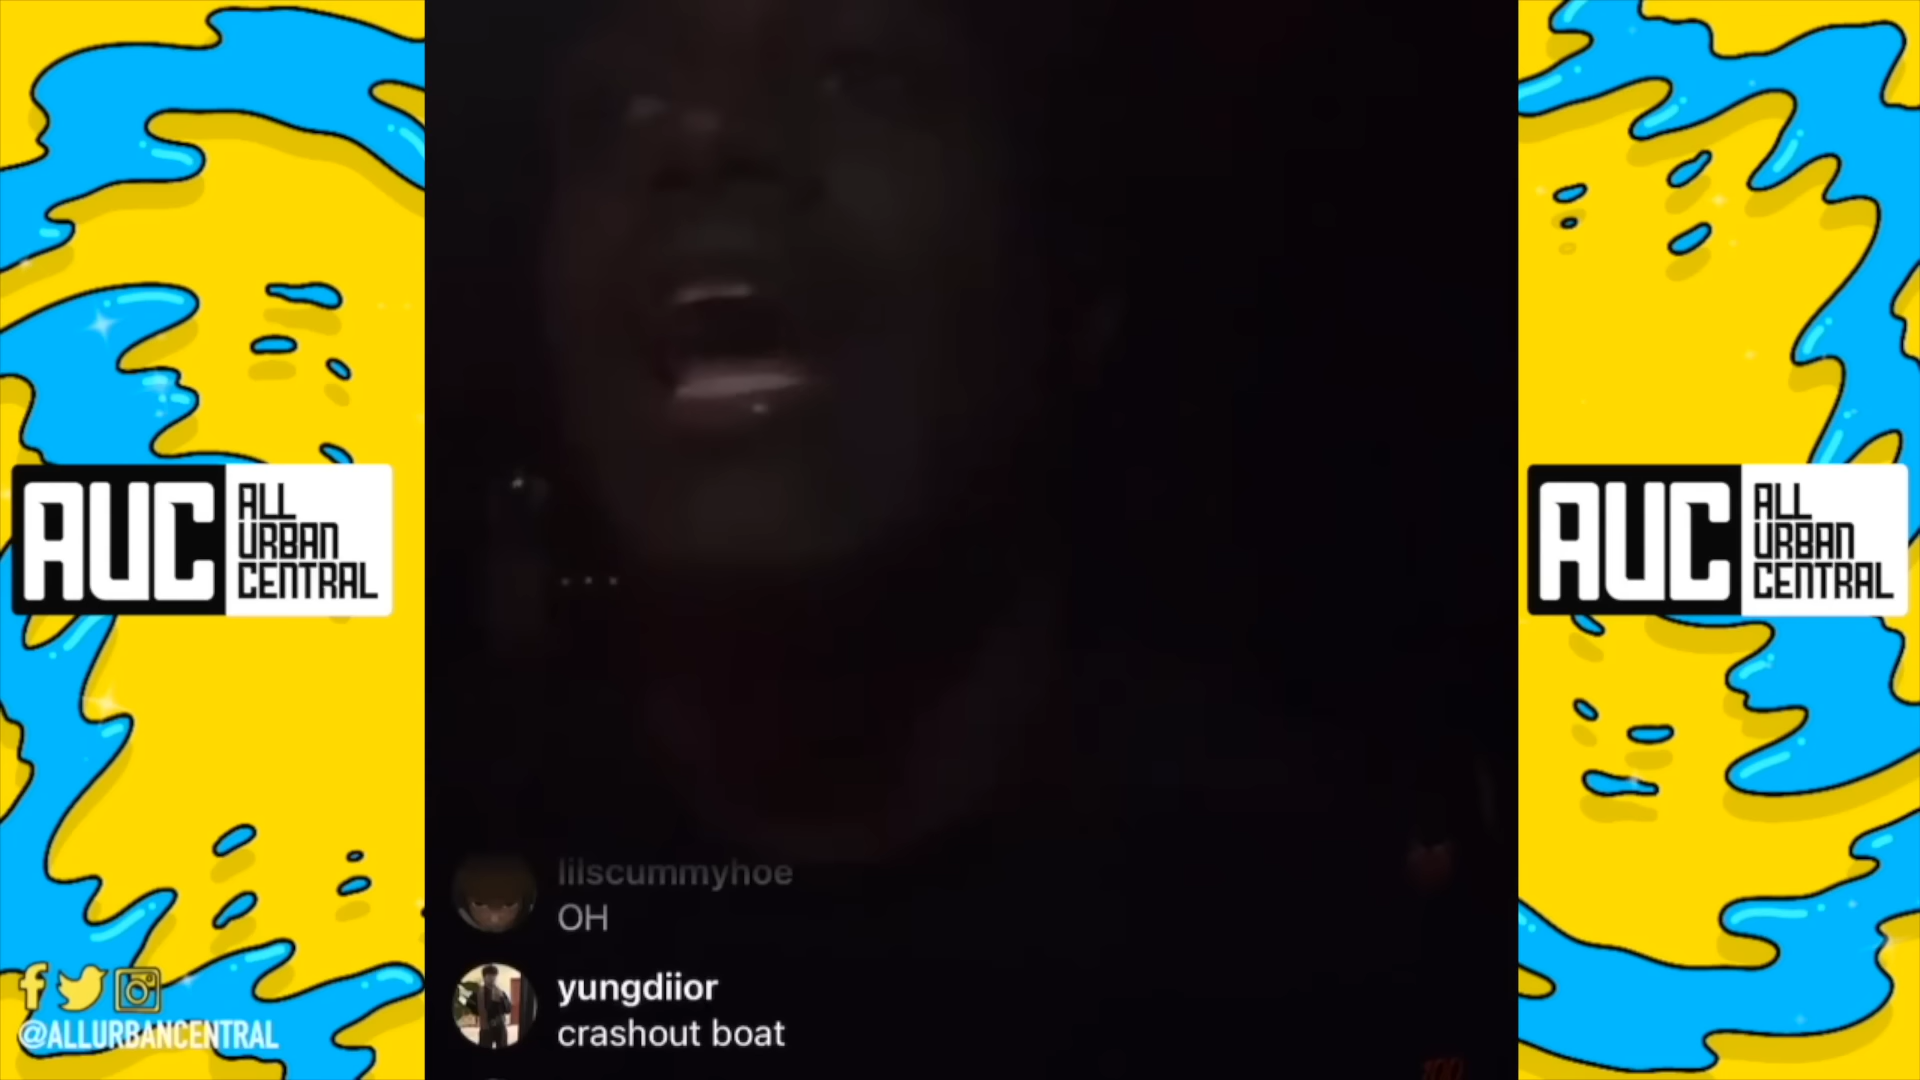 AUC ALL
URBAN
CENTRAL
AUC ALL
URBAN
CENTRAL
lilscummyhoe
OH
yungdiior
crashout boat
@ALLURBANCENTRAL
💯